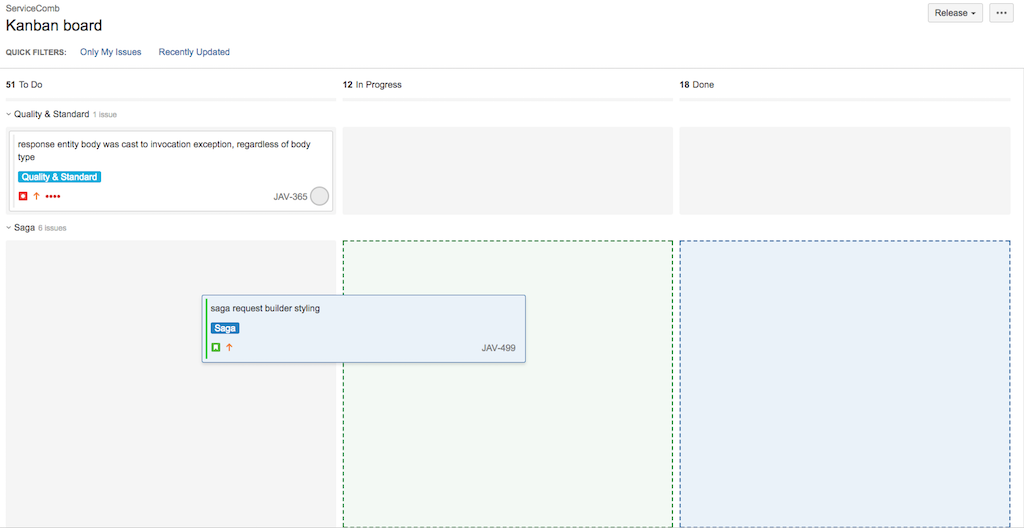 ServiceComb
Kanban board
Release
QUICK FILTERS: Only My Issues Recently Updated
51 To Do 12 In Progress 18 Done
Quality & Standard 1 issue
response entity body was cast to invocation exception, regardless of body
type
Quality & Standard
JAV-365
Saga 6 issues
saga request builder styling
Saga
JAV-499